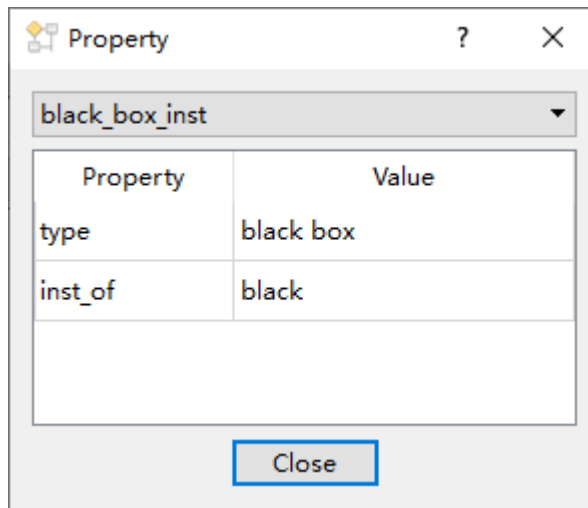 Property ?
black_box_inst
Property Value
type black box
inst_of black
Close